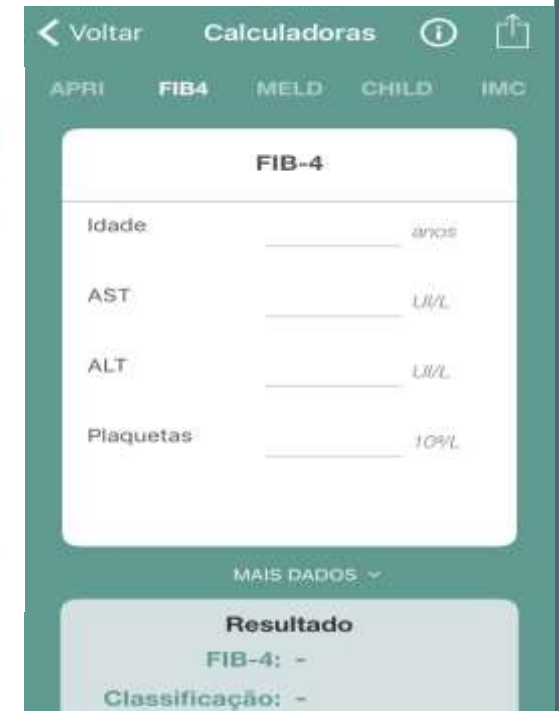 Voltar Calculadoras
APRI FIB4 MELD CHILD IMC
FIB-4
Idade anos
AST UI/L
ALT UI/L
Plaquetas 10⁹/L
MAIS DADOS
Resultado
FIB-4: -
Classificação: -